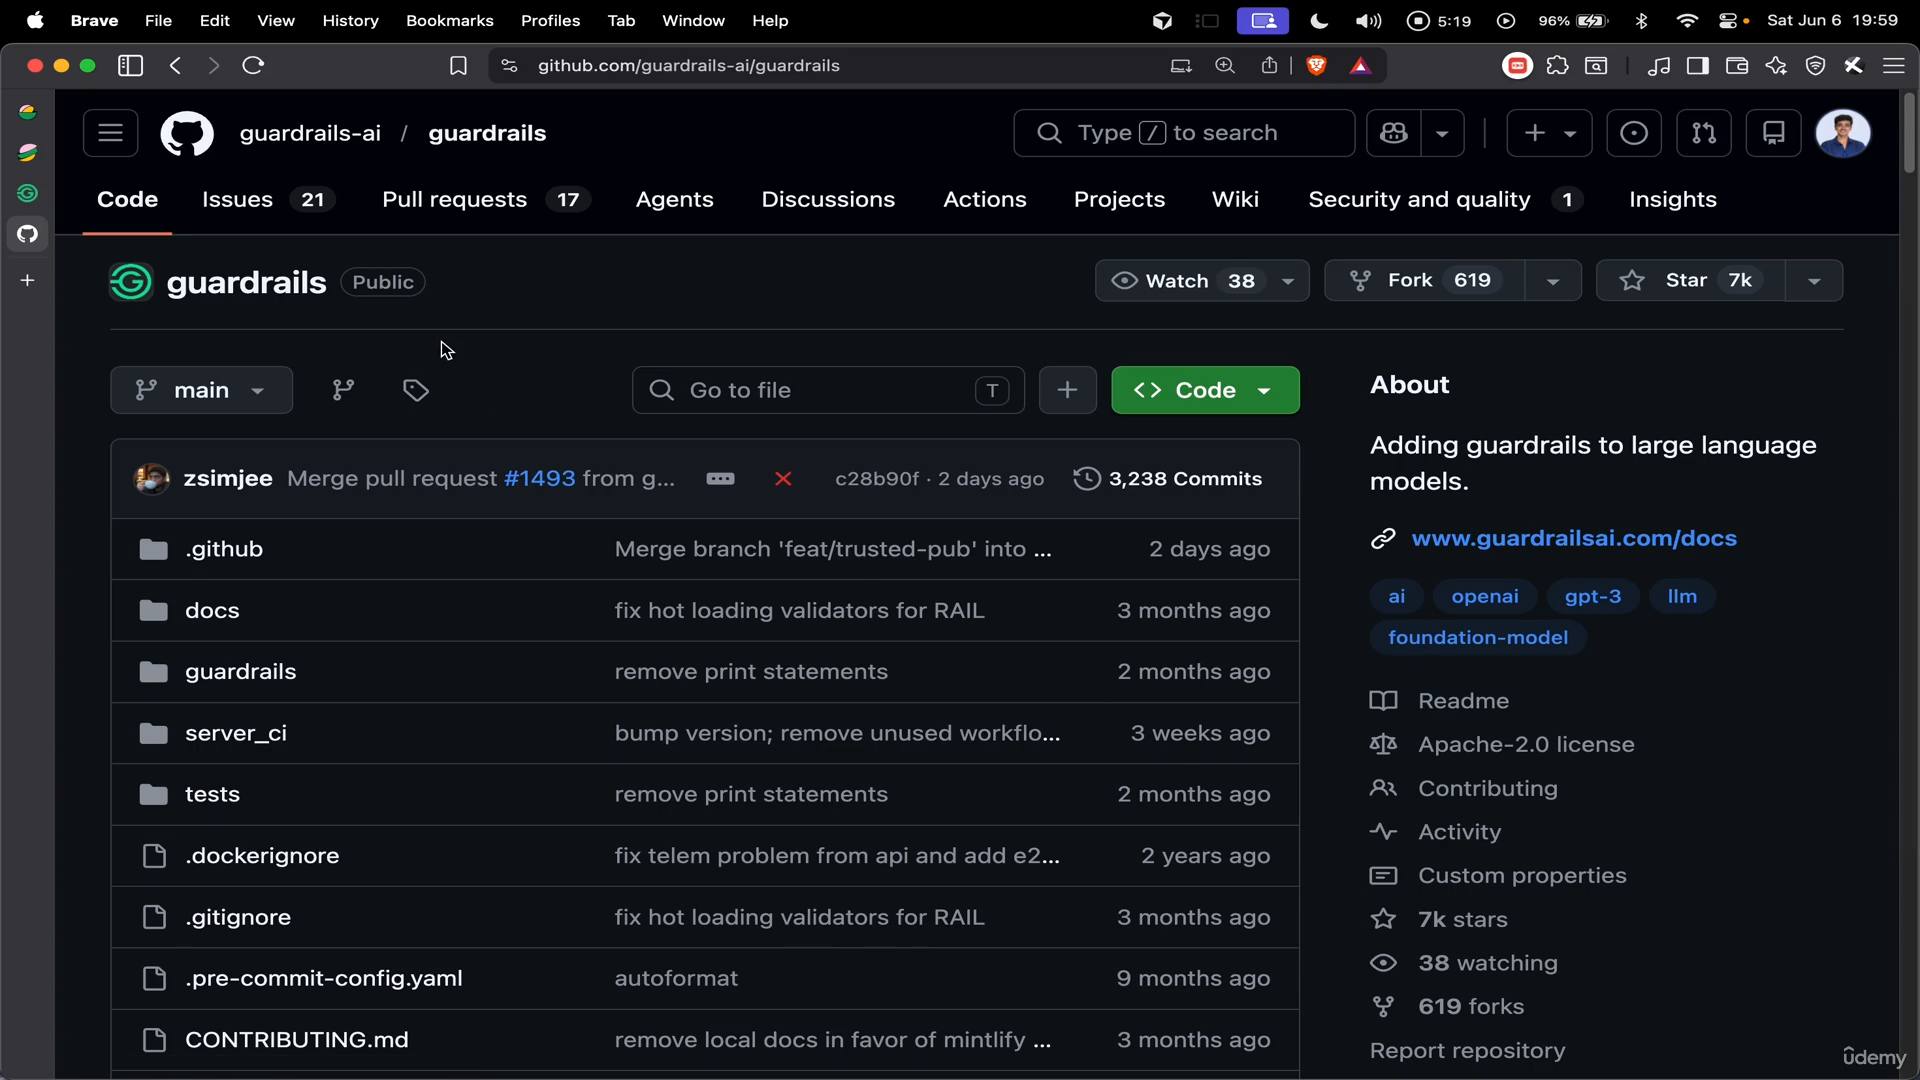 Brave File Edit View History Bookmarks Profiles Tab Window Help 5:19 96% Sat Jun 6 19:59
github.com/guardrails-ai/guardrails
guardrails-ai / guardrails Type / to search
Code Issues 21 Pull requests 17 Agents Discussions Actions Projects Wiki Security and quality 1 Insights
guardrails Public Watch 38 Fork 619 Star 7k
main Go to file T Code
zsimjee Merge pull request #1493 from g... c28b90f · 2 days ago 3,238 Commits
.github Merge branch 'feat/trusted-pub' into ... 2 days ago
docs fix hot loading validators for RAIL 3 months ago
guardrails remove print statements 2 months ago
server_ci bump version; remove unused workflo... 3 weeks ago
tests remove print statements 2 months ago
.dockerignore fix telem problem from api and add e2... 2 years ago
.gitignore fix hot loading validators for RAIL 3 months ago
.pre-commit-config.yaml autoformat 9 months ago
CONTRIBUTING.md remove local docs in favor of mintlify ... 3 months ago
About
Adding guardrails to large language
models.
www.guardrailsai.com/docs
ai openai gpt-3 llm
foundation-model
Readme
Apache-2.0 license
Contributing
Activity
Custom properties
7k stars
38 watching
619 forks
Report repository
ûdemy